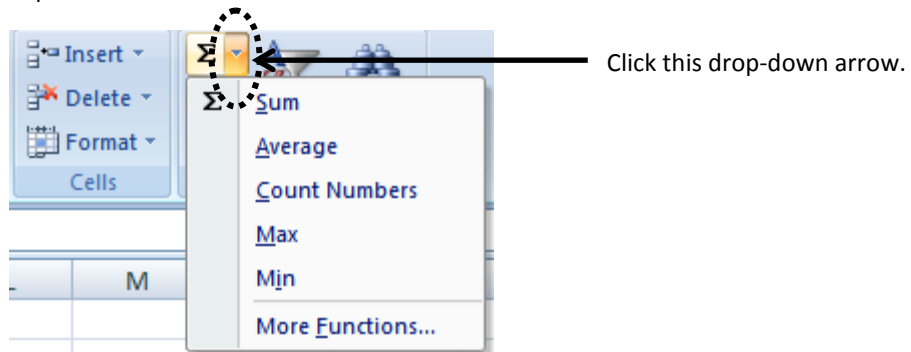 Insert
Σ
Click this drop-down arrow.
Delete
Σ Sum
Format
Average
Cells
Count Numbers
Max
M
Min
More Functions...